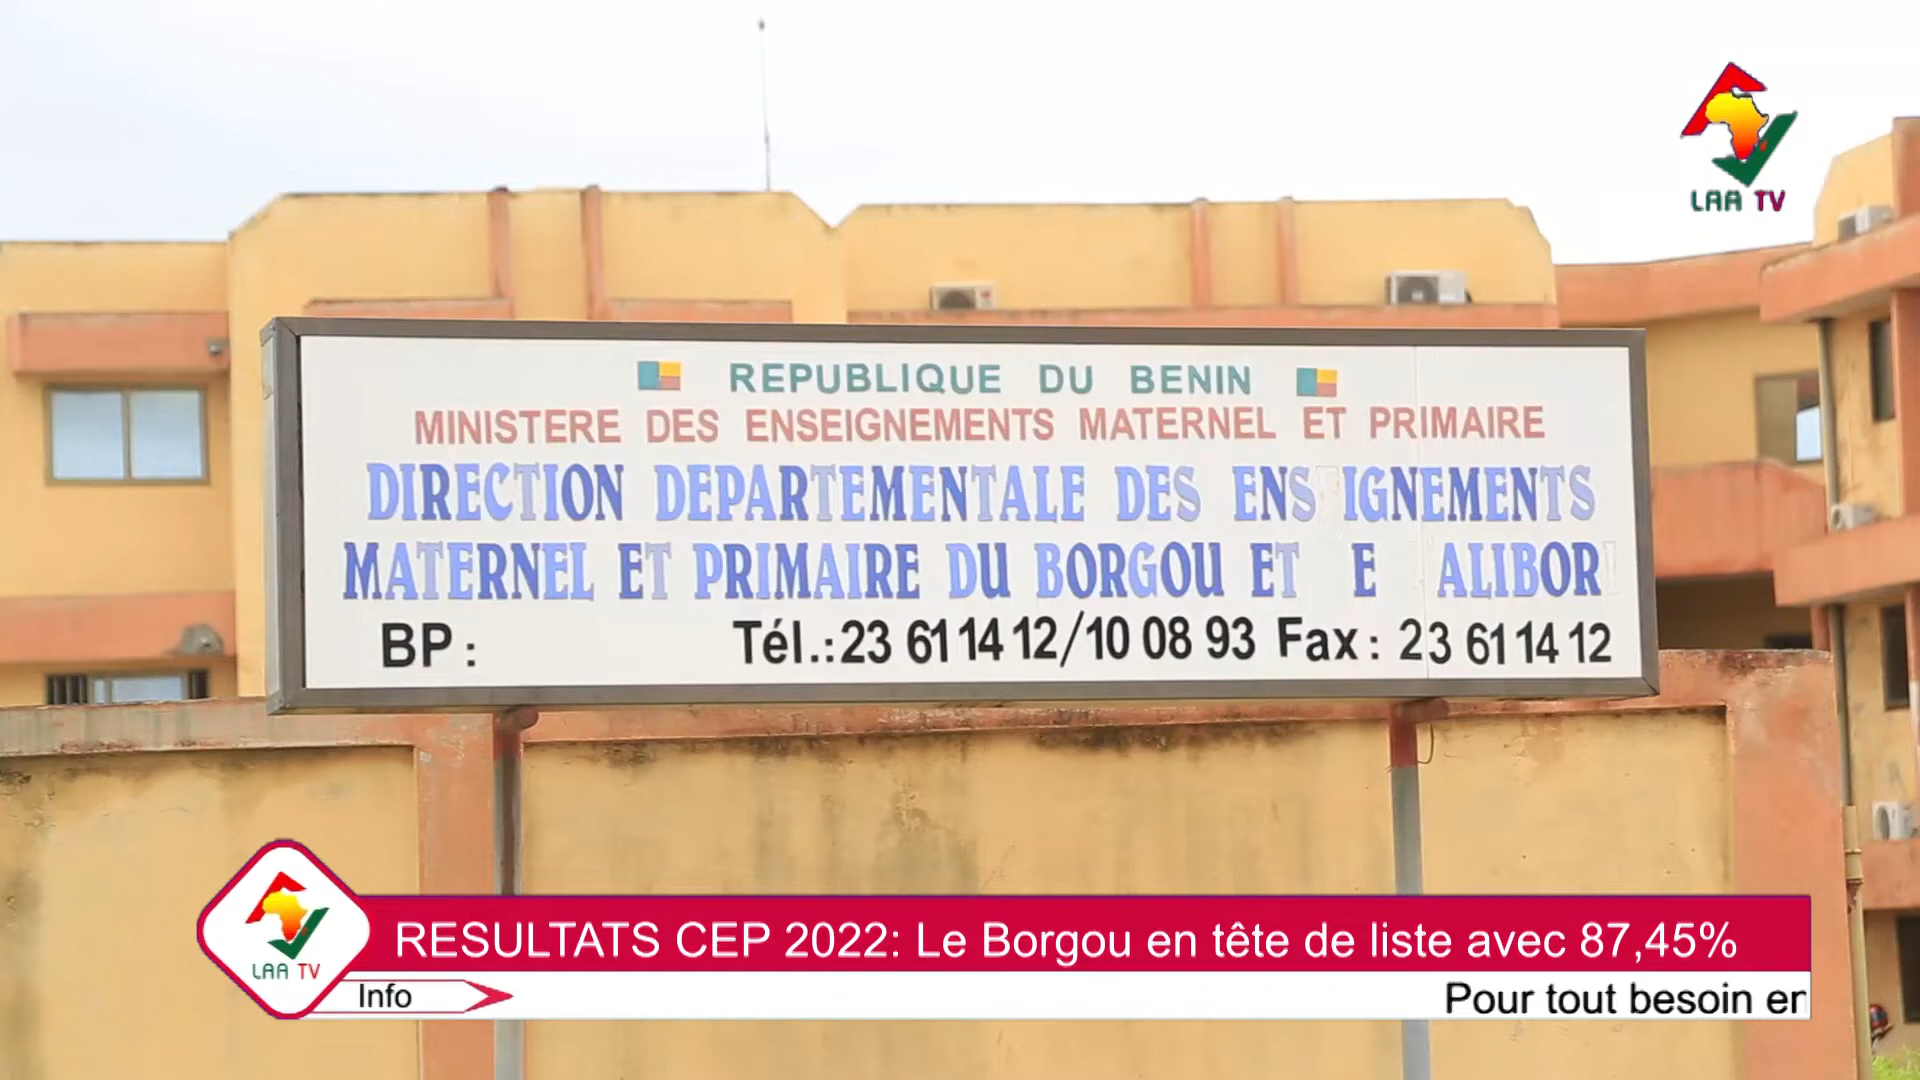 LAA TV
REPUBLIQUE DU BENIN
MINISTERE DES ENSEIGNEMENTS MATERNEL ET PRIMAIRE
DIRECTION DEPARTEMENTALE DES ENS IGNEMENTS
MATERNEL ET PRIMAIRE DU BORGOU ET E ALIBOR
BP : Tél.:23 61 14 12/10 08 93 Fax : 23 61 14 12
RESULTATS CEP 2022: Le Borgou en tête de liste avec 87,45%
LAA TV
Info
Pour tout besoin en